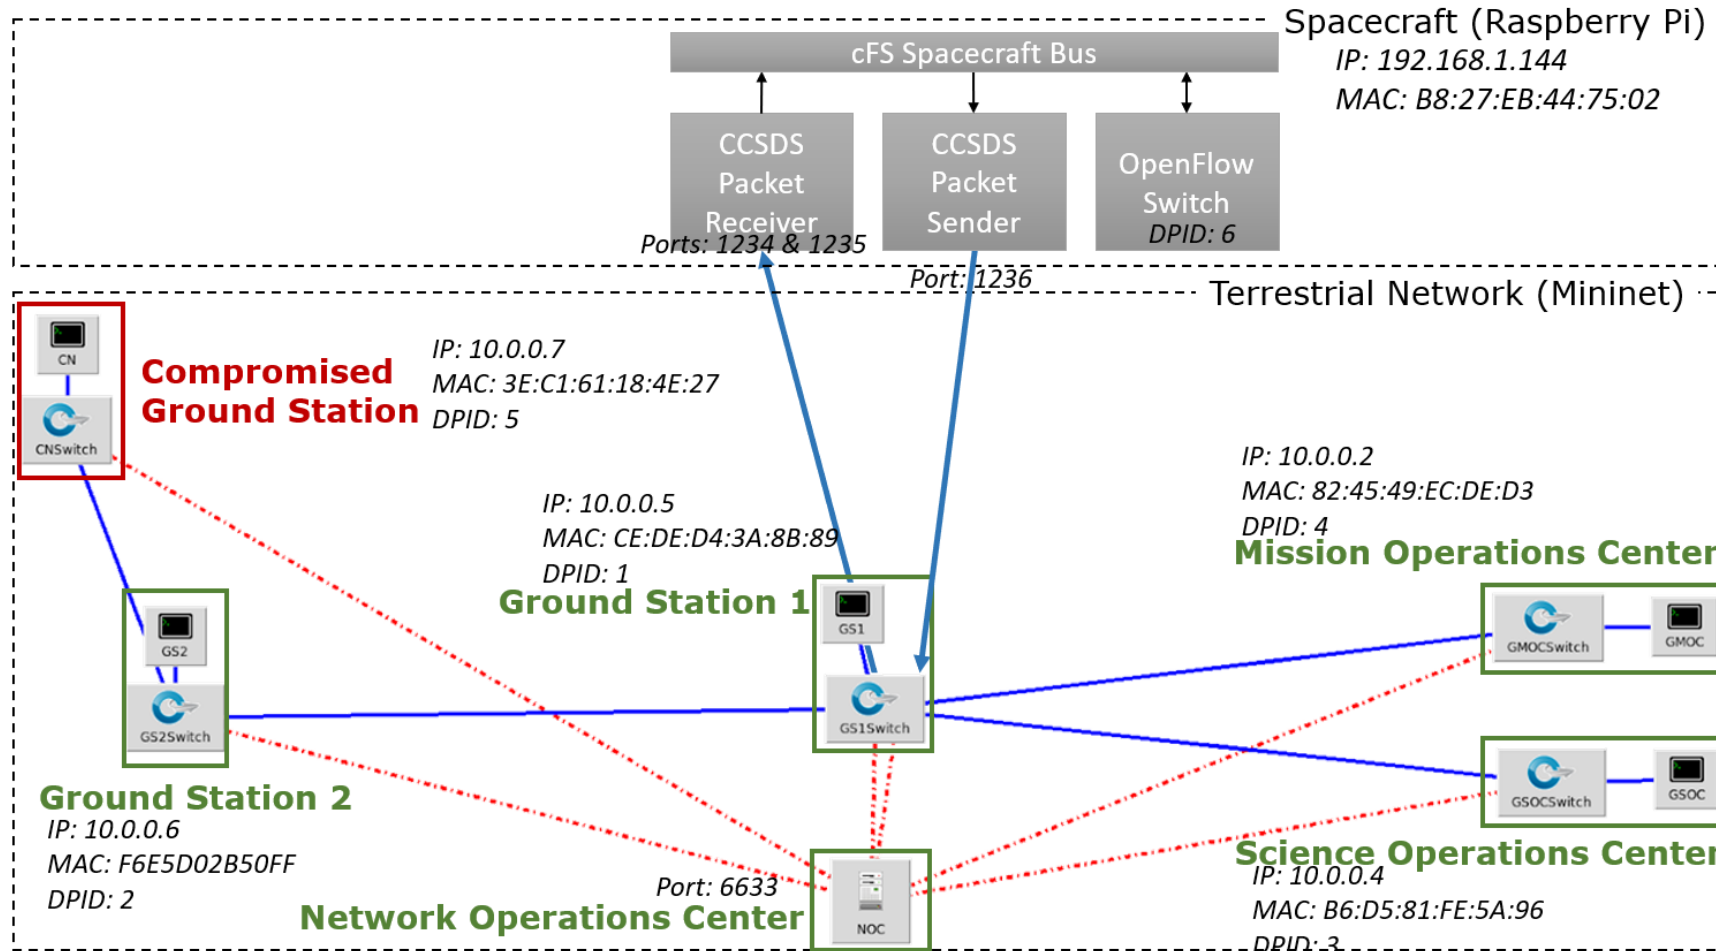 Spacecraft (Raspberry Pi)
IP: 192.168.1.144
MAC: B8:27:EB:44:75:02
cFS Spacecraft Bus
CCSDS
Packet
Receiver
Ports: 1234 & 1235
CCSDS
Packet
Sender
Port: 1236
OpenFlow
Switch
DPID: 6
Terrestrial Network (Mininet)
CN
CNSwitch
Compromised
Ground Station
IP: 10.0.0.7
MAC: 3E:C1:61:18:4E:27
DPID: 5
IP: 10.0.0.5
MAC: CE:DE:D4:3A:8B:89
DPID: 1
Ground Station 1
GS1
GS1Switch
IP: 10.0.0.2
MAC: 82:45:49:EC:DE:D3
DPID: 4
Mission Operations Center
GMOCSwitch
GMOC
GS2
GS2Switch
Ground Station 2
IP: 10.0.0.6
MAC: F6E5D02B50FF
DPID: 2
GSOCSwitch
GSOC
Science Operations Center
IP: 10.0.0.4
MAC: B6:D5:81:FE:5A:96
DPID: 3
Port: 6633
Network Operations Center
NOC